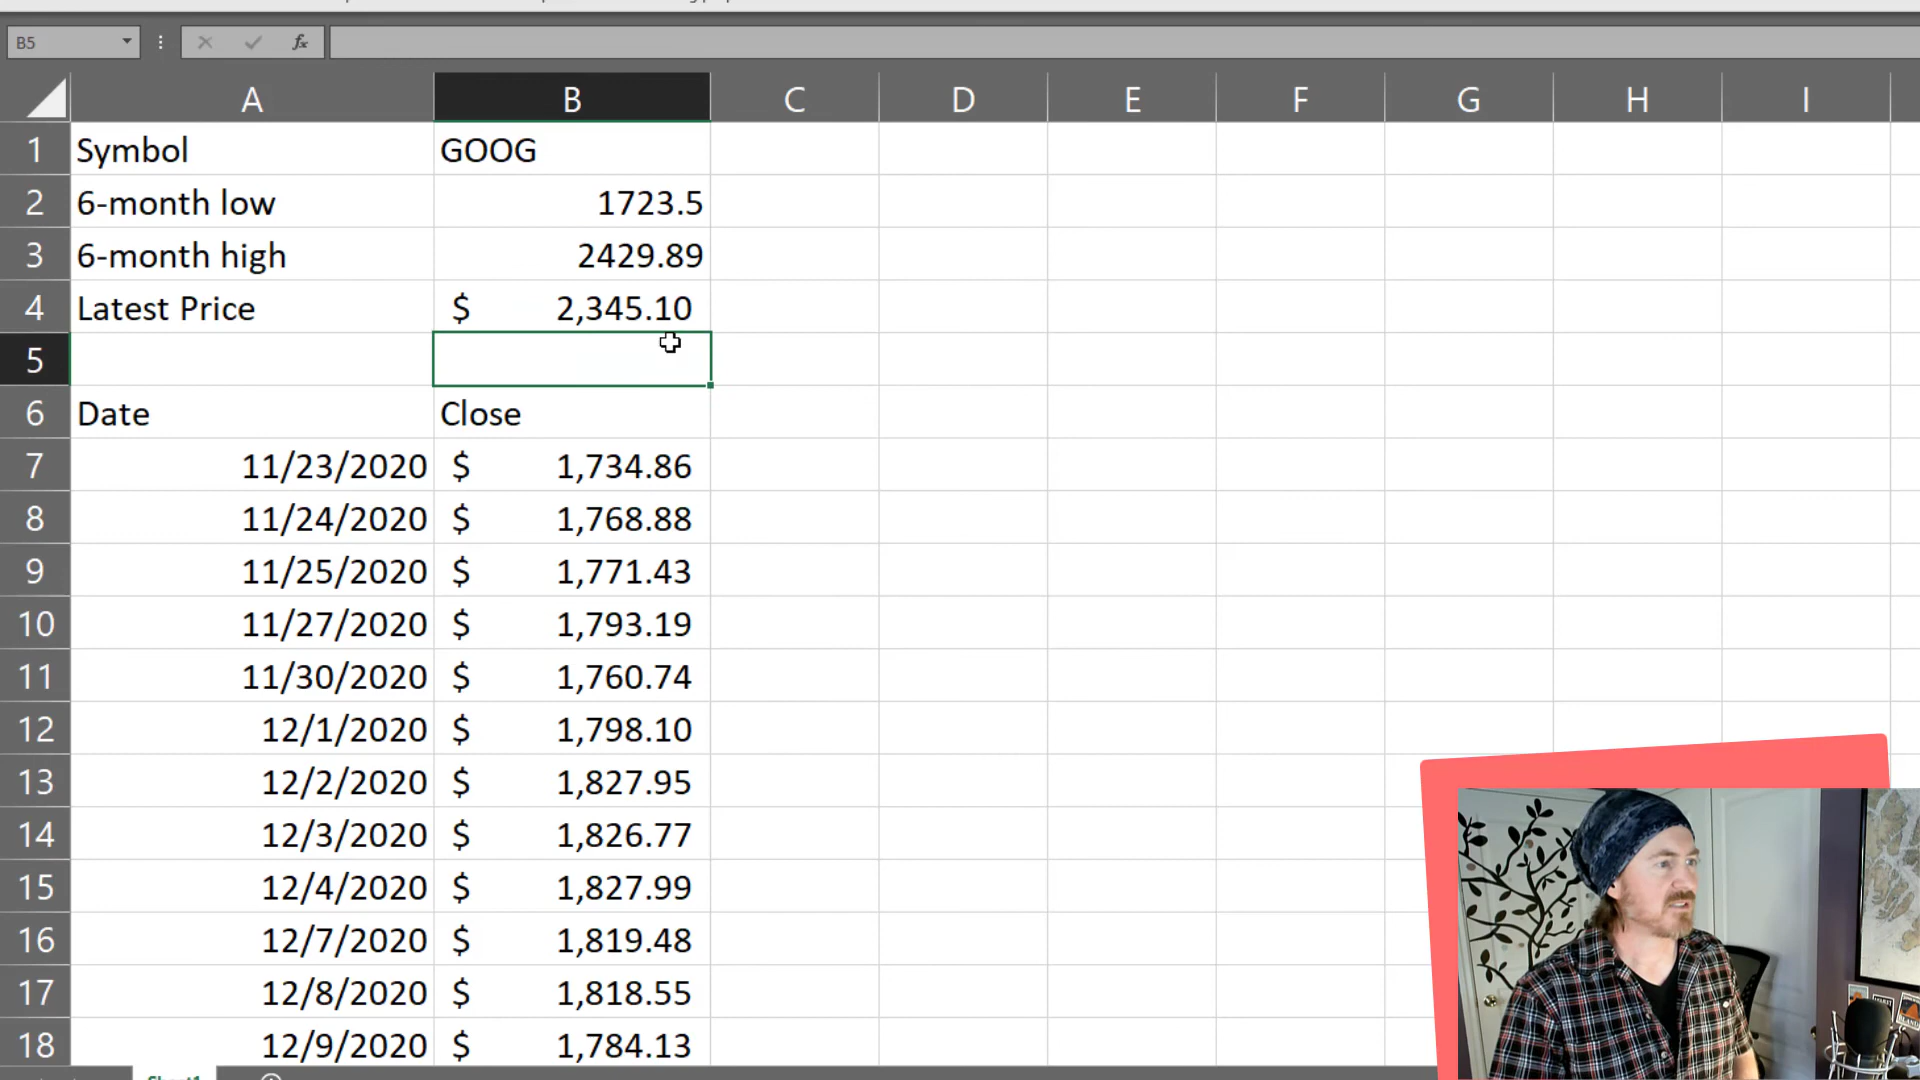 B5 fx
A B C D E F G H I
1 Symbol GOOG
2 6-month low 1723.5
3 6-month high 2429.89
4 Latest Price $ 2,345.10
5
6 Date Close
7 11/23/2020 $ 1,734.86
8 11/24/2020 $ 1,768.88
9 11/25/2020 $ 1,771.43
10 11/27/2020 $ 1,793.19
11 11/30/2020 $ 1,760.74
12 12/1/2020 $ 1,798.10
13 12/2/2020 $ 1,827.95
14 12/3/2020 $ 1,826.77
15 12/4/2020 $ 1,827.99
16 12/7/2020 $ 1,819.48
17 12/8/2020 $ 1,818.55
18 12/9/2020 $ 1,784.13